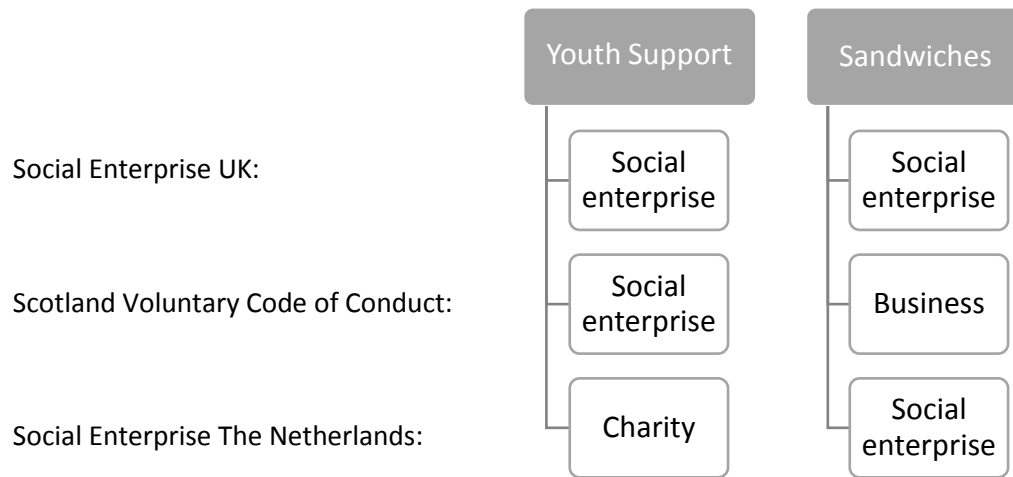 Youth Support
Sandwiches
Social Enterprise UK:
Social
enterprise
Social
enterprise
Scotland Voluntary Code of Conduct:
Social
enterprise
Business
Social Enterprise The Netherlands:
Charity
Social
enterprise